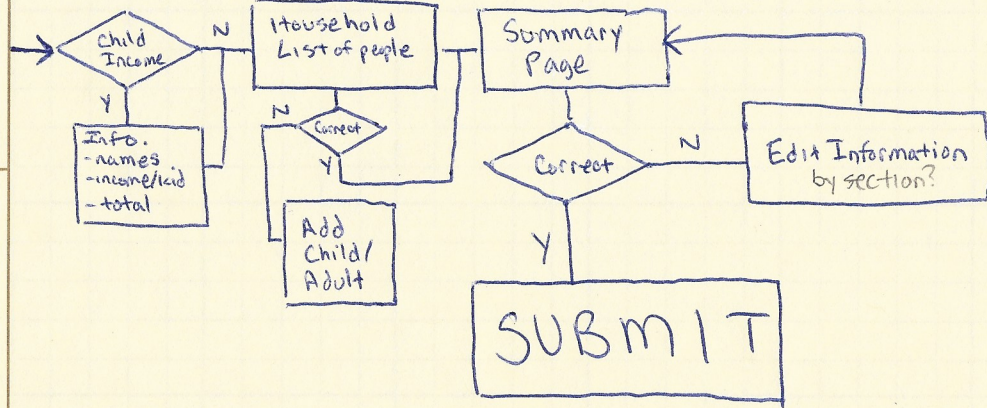 Child
Income
N
Y
Info.
-names
-income/kid
-total
Household
List of people
Correct
N
Y
Add
Child/
Adult
Summary
Page
Correct
N
Y
Edit Information
by section?
SUBMIT